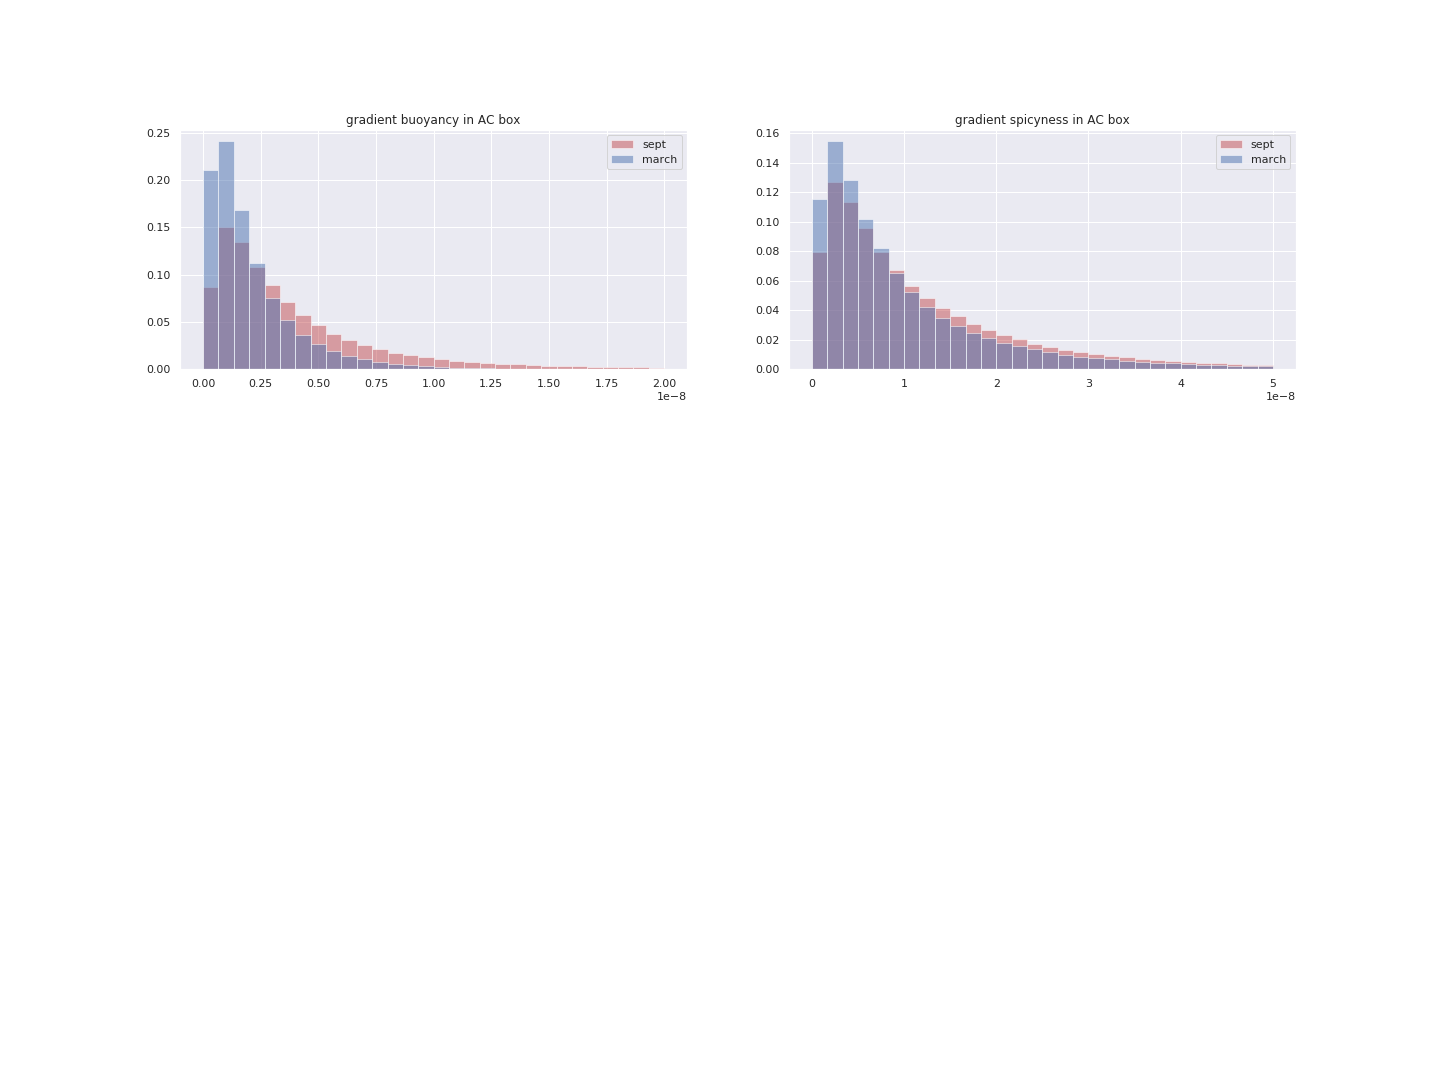 gradient buoyancy in AC box
0.25
0.20
0.15
0.10
0.05
0.00
sept
march
0.00 0.25 0.50 0.75 1.00 1.25 1.50 1.75 2.00
1e−8
gradient spicyness in AC box
0.16
0.14
0.12
0.10
0.08
0.06
0.04
0.02
0.00
sept
march
0 1 2 3 4 5
1e−8